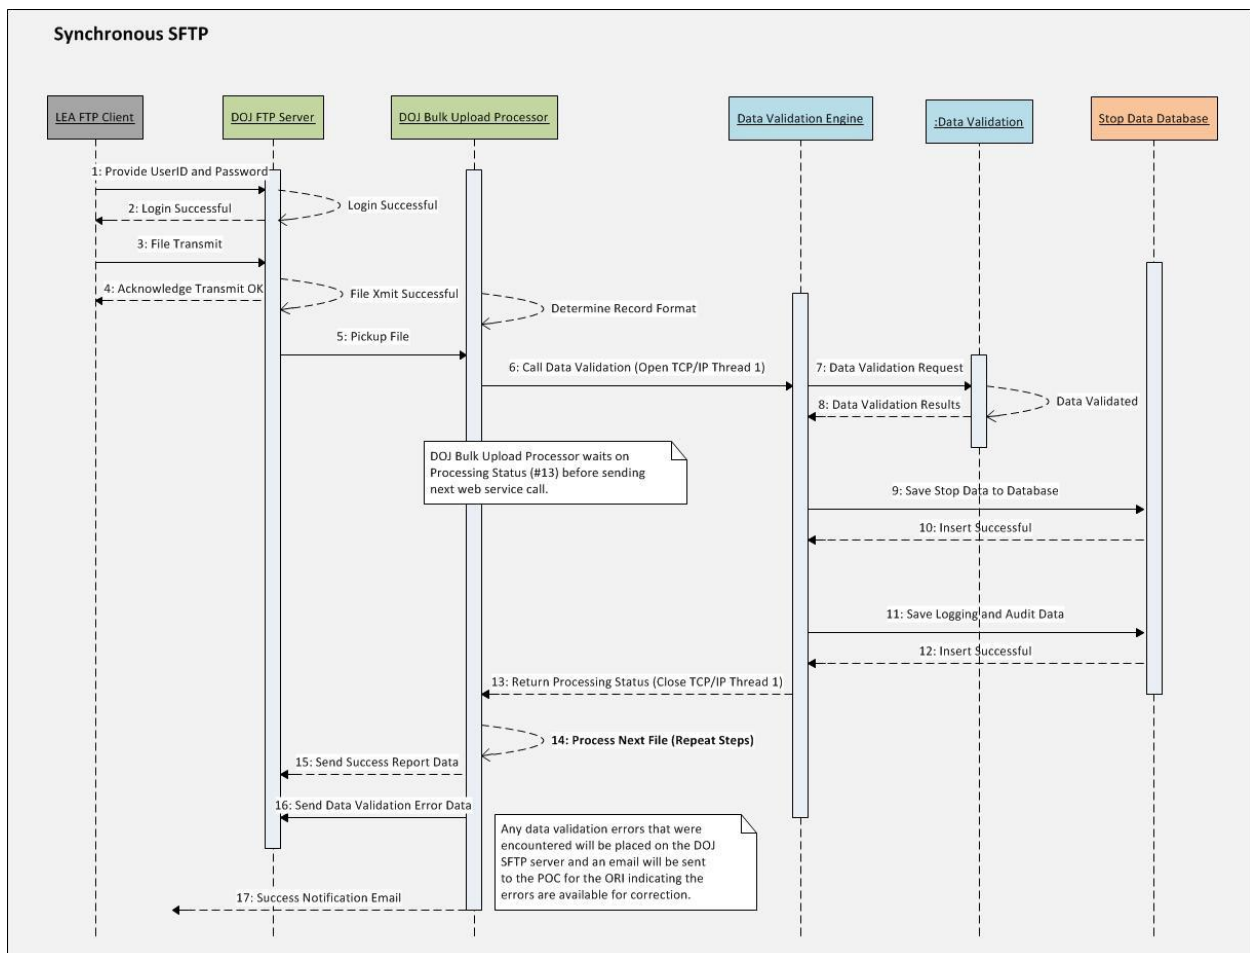 Synchronous SFTP
LEA FTP Client
DOJ FTP Server
DOJ Bulk Upload Processor
Data Validation Engine
:Data Validation
Stop Data Database
1: Provide UserID and Password
Login Successful
2: Login Successful
3: File Transmit
4: Acknowledge Transmit OK
File Xmit Successful
Determine Record Format
5: Pickup File
6: Call Data Validation (Open TCP/IP Thread 1)
7: Data Validation Request
Data Validated
8: Data Validation Results
DOJ Bulk Upload Processor waits on
Processing Status (#13) before sending
next web service call.
9: Save Stop Data to Database
10: Insert Successful
11: Save Logging and Audit Data
12: Insert Successful
13: Return Processing Status (Close TCP/IP Thread 1)
14: Process Next File (Repeat Steps)
15: Send Success Report Data
16: Send Data Validation Error Data
Any data validation errors that were
encountered will be placed on the DOJ
SFTP server and an email will be sent
to the POC for the ORI indicating the
errors are available for correction.
17: Success Notification Email